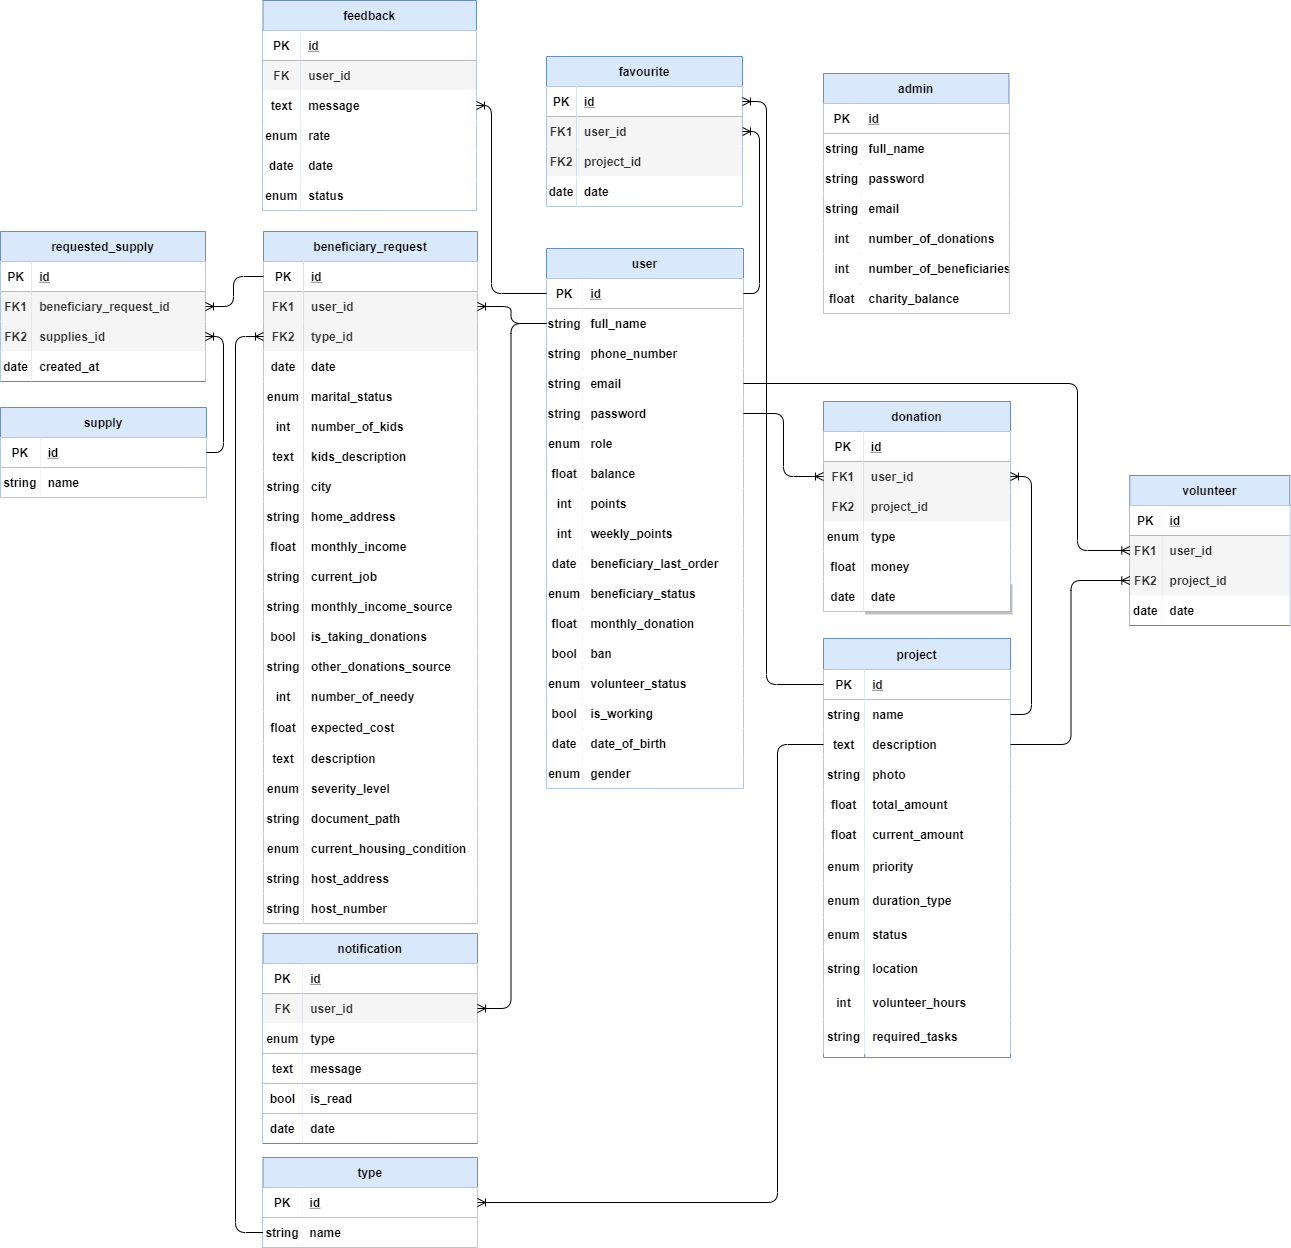 feedback
PK id
FK user_id
text message
enum rate
date date
enum status
favourite
PK id
FK1 user_id
FK2 project_id
date date
admin
PK id
string full_name
string password
string email
int number_of_donations
int number_of_beneficiaries
float charity_balance
requested_supply
PK id
FK1 beneficiary_request_id
FK2 supplies_id
date created_at
supply
PK id
string name
beneficiary_request
PK id
FK1 user_id
FK2 type_id
date date
enum marital_status
int number_of_kids
text kids_description
string city
string home_address
float monthly_income
string current_job
string monthly_income_source
bool is_taking_donations
string other_donations_source
int number_of_needy
float expected_cost
text description
enum severity_level
string document_path
enum current_housing_condition
string host_address
string host_number
user
PK id
string full_name
string phone_number
string email
string password
enum role
float balance
int points
int weekly_points
date beneficiary_last_order
enum beneficiary_status
float monthly_donation
bool ban
enum volunteer_status
bool is_working
date date_of_birth
enum gender
donation
PK id
FK1 user_id
FK2 project_id
enum type
float money
date date
volunteer
PK id
FK1 user_id
FK2 project_id
date date
project
PK id
string name
text description
string photo
float total_amount
float current_amount
enum priority
enum duration_type
enum status
string location
int volunteer_hours
string required_tasks
notification
PK id
FK user_id
enum type
text message
bool is_read
date date
type
PK id
string name